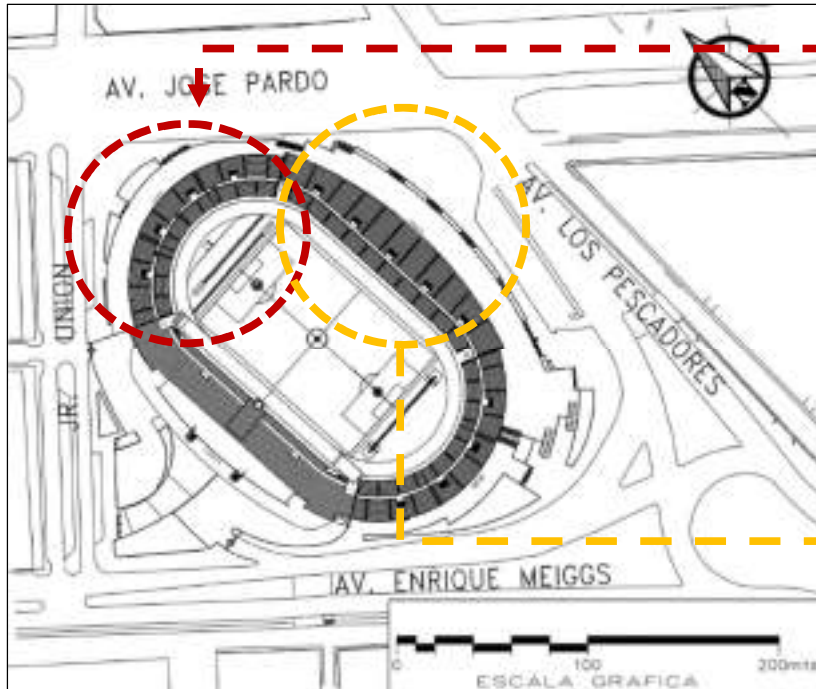 AV. JOSE PARDO
AV. LOS PESCADORES
JR. UNION
AV. ENRIQUE MEIGGS
0 100 200mts
ESCALA GRAFICA